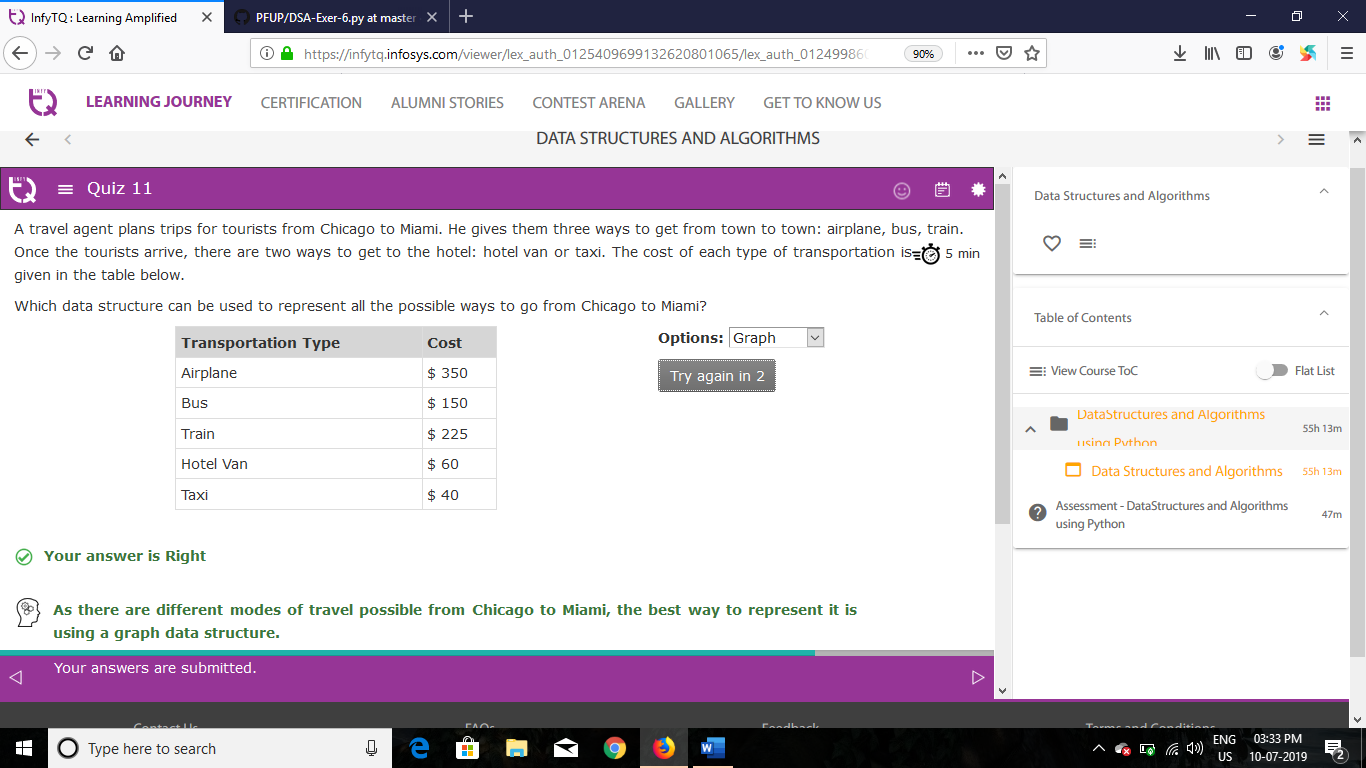 InfyTQ : Learning Amplified
PFUP/DSA-Exer-6.py at master
https://infytq.infosys.com/viewer/lex_auth_0125409699132620801065/lex_auth_01249986
90%
LEARNING JOURNEY CERTIFICATION ALUMNI STORIES CONTEST ARENA GALLERY GET TO KNOW US
DATA STRUCTURES AND ALGORITHMS
Quiz 11
A travel agent plans trips for tourists from Chicago to Miami. He gives them three ways to get from town to town: airplane, bus, train.
Once the tourists arrive, there are two ways to get to the hotel: hotel van or taxi. The cost of each type of transportation is
5 min
given in the table below.
Which data structure can be used to represent all the possible ways to go from Chicago to Miami?
Transportation Type Cost
Airplane $ 350
Bus $ 150
Train $ 225
Hotel Van $ 60
Taxi $ 40
Options: Graph
Try again in 2
Your answer is Right
As there are different modes of travel possible from Chicago to Miami, the best way to represent it is
using a graph data structure.
Your answers are submitted.
Data Structures and Algorithms
Table of Contents
View Course ToC Flat List
DataStructures and Algorithms
using Python
55h 13m
Data Structures and Algorithms 55h 13m
Assessment - DataStructures and Algorithms
using Python
47m
Contact Us FAQs Feedback Terms and Conditions
Type here to search
ENG
US
03:33 PM
10-07-2019
2